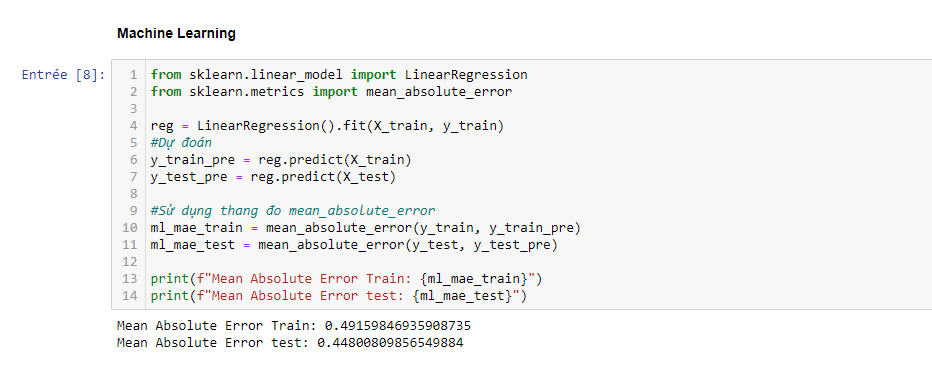 Machine Learning
Entrée [8]:
1 from sklearn.linear_model import LinearRegression
2 from sklearn.metrics import mean_absolute_error
3
4 reg = LinearRegression().fit(X_train, y_train)
5 #Dự đoán
6 y_train_pre = reg.predict(X_train)
7 y_test_pre = reg.predict(X_test)
8
9 #Sử dụng thang đo mean_absolute_error
10 ml_mae_train = mean_absolute_error(y_train, y_train_pre)
11 ml_mae_test = mean_absolute_error(y_test, y_test_pre)
12
13 print(f"Mean Absolute Error Train: {ml_mae_train}")
14 print(f"Mean Absolute Error test: {ml_mae_test}")
Mean Absolute Error Train: 0.49159846935908735
Mean Absolute Error test: 0.44800809856549884